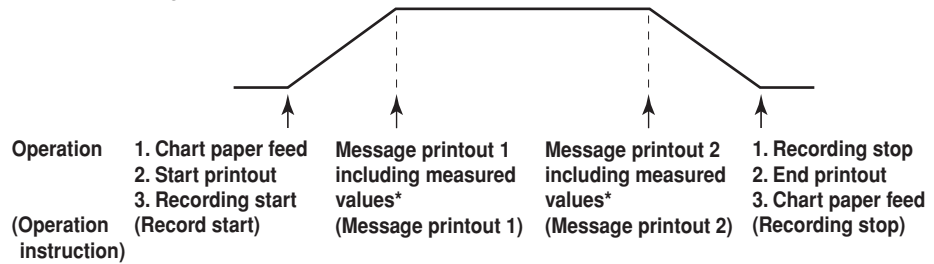 Operation
1. Chart paper feed
2. Start printout
3. Recording start
(Operation instruction)
(Record start)
Message printout 1
including measured
values*
(Message printout 1)
Message printout 2
including measured
values*
(Message printout 2)
1. Recording stop
2. End printout
3. Chart paper feed
(Recording stop)